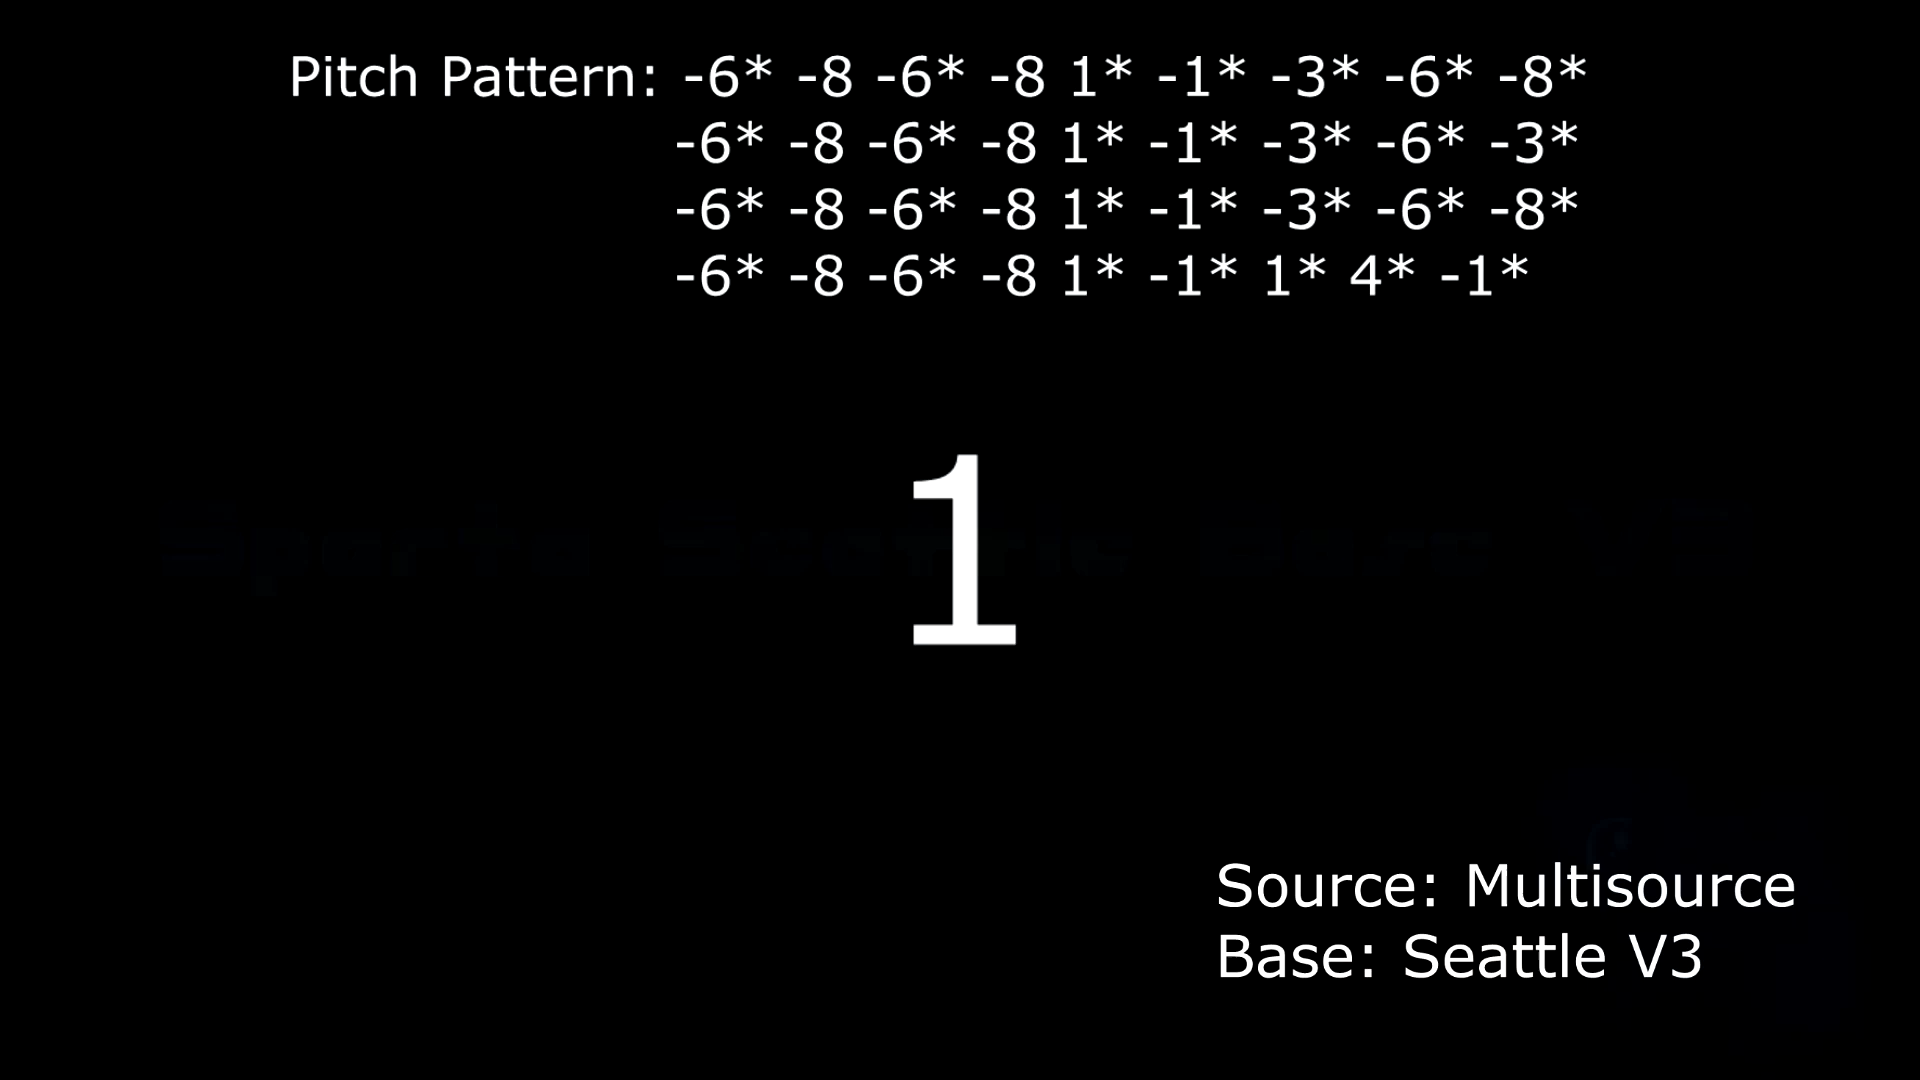 Pitch Pattern: -6* -8 -6* -8 1* -1* -3* -6* -8*
-6* -8 -6* -8 1* -1* -3* -6* -3*
-6* -8 -6* -8 1* -1* -3* -6* -8*
-6* -8 -6* -8 1* -1* 1* 4* -1*
1
Source: Multisource
Base: Seattle V3